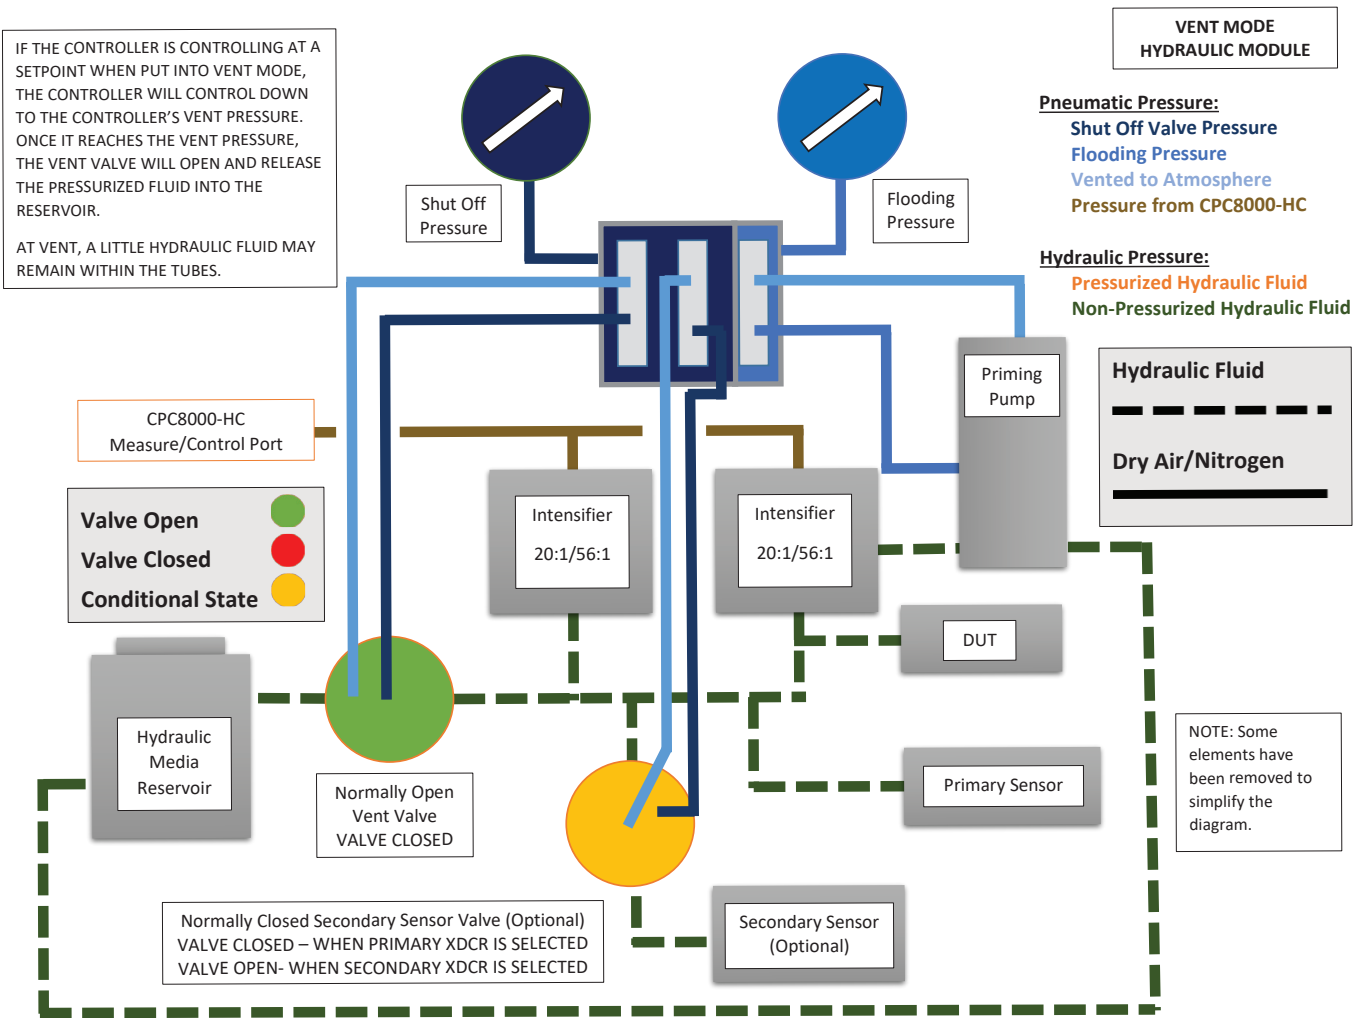 IF THE CONTROLLER IS CONTROLLING AT A
SETPOINT WHEN PUT INTO VENT MODE,
THE CONTROLLER WILL CONTROL DOWN
TO THE CONTROLLER'S VENT PRESSURE.
ONCE IT REACHES THE VENT PRESSURE,
THE VENT VALVE WILL OPEN AND RELEASE
THE PRESSURIZED FLUID INTO THE
RESERVOIR.
AT VENT, A LITTLE HYDRAULIC FLUID MAY
REMAIN WITHIN THE TUBES.
VENT MODE
HYDRAULIC MODULE
Pneumatic Pressure:
Shut Off Valve Pressure
Flooding Pressure
Vented to Atmosphere
Pressure from CPC8000-HC
Hydraulic Pressure:
Pressurized Hydraulic Fluid
Non-Pressurized Hydraulic Fluid
Shut Off
Pressure
Flooding
Pressure
Hydraulic Fluid
Dry Air/Nitrogen
Priming
Pump
CPC8000-HC
Measure/Control Port
Valve Open
Valve Closed
Conditional State
Intensifier
20:1/56:1
Intensifier
20:1/56:1
DUT
Hydraulic
Media
Reservoir
Normally Open
Vent Valve
VALVE CLOSED
Primary Sensor
NOTE: Some
elements have
been removed to
simplify the
diagram.
Normally Closed Secondary Sensor Valve (Optional)
VALVE CLOSED – WHEN PRIMARY XDCR IS SELECTED
VALVE OPEN- WHEN SECONDARY XDCR IS SELECTED
Secondary Sensor
(Optional)